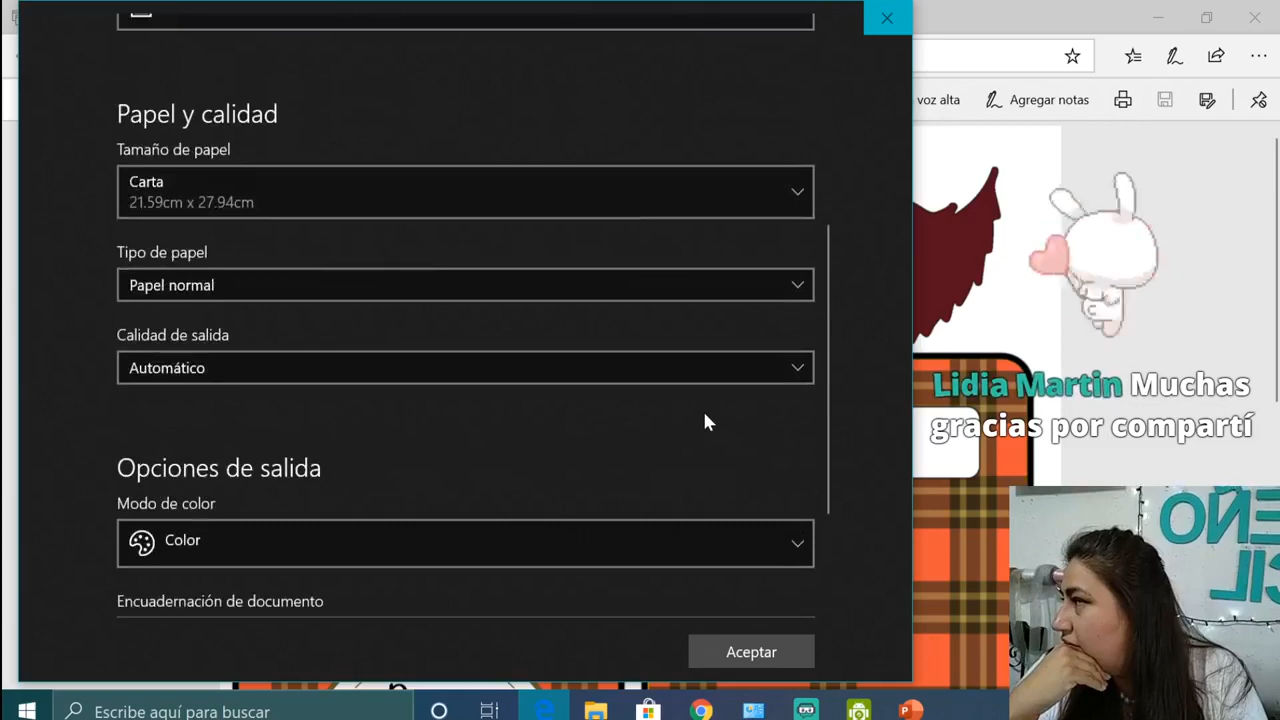 voz alta
Agregar notas
Papel y calidad
Tamaño de papel
Carta
21.59cm x 27.94cm
Tipo de papel
Papel normal
Calidad de salida
Automático
Lidia Martin Muchas
gracias por compartí
Opciones de salida
Modo de color
Color
Encuadernación de documento
Aceptar
Escribe aquí para buscar